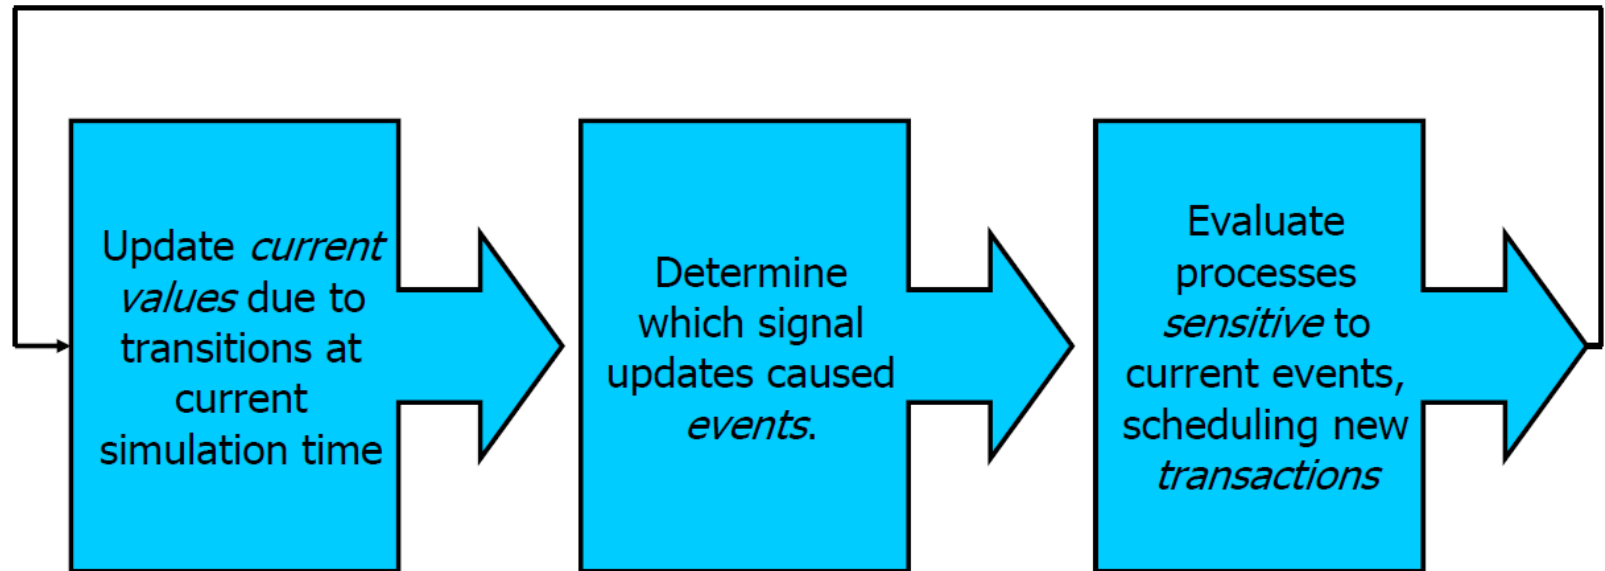 Update current
values due to
transitions at
current
simulation time
Determine
which signal
updates caused
events.
Evaluate
processes
sensitive to
current events,
scheduling new
transactions